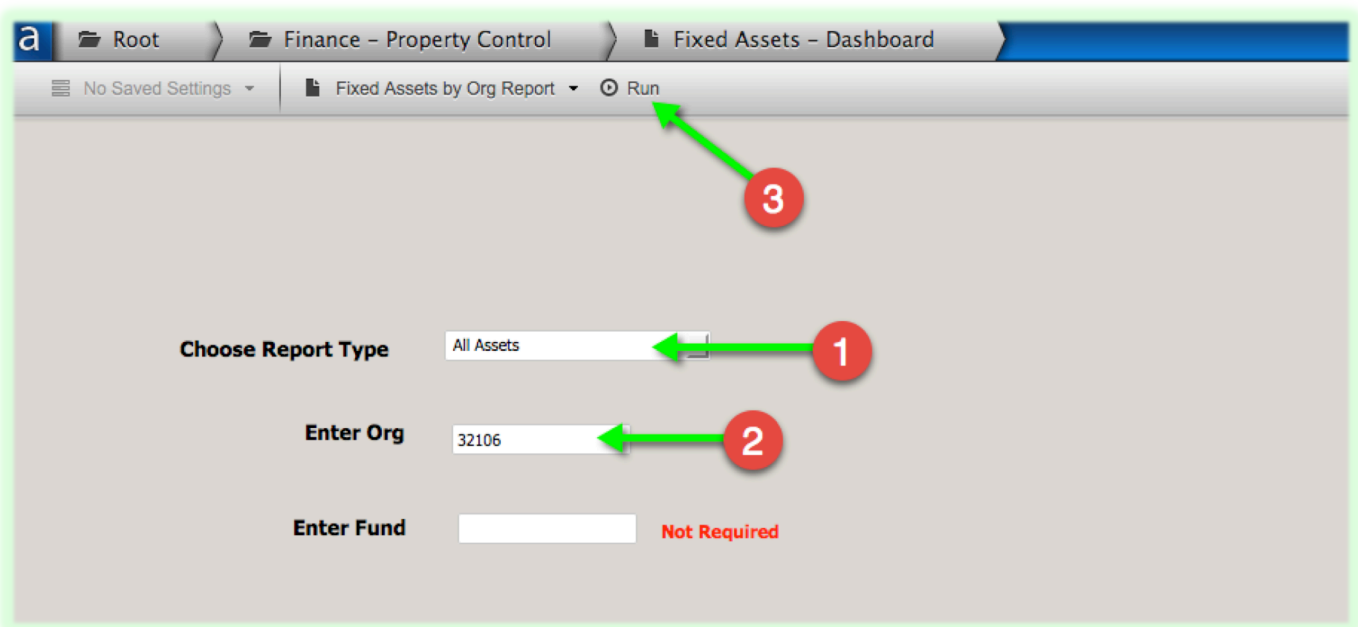 a Root Finance – Property Control Fixed Assets – Dashboard
No Saved Settings Fixed Assets by Org Report Run
3
Choose Report Type All Assets 1
Enter Org 32106 2
Enter Fund Not Required